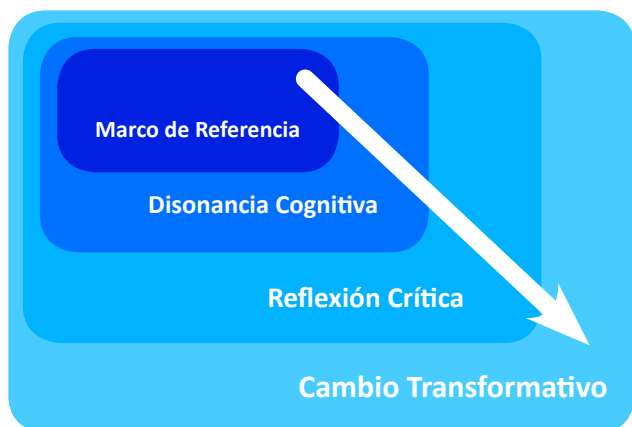 Marco de Referencia
Disonancia Cognitiva
Reflexión Crítica
Cambio Transformativo